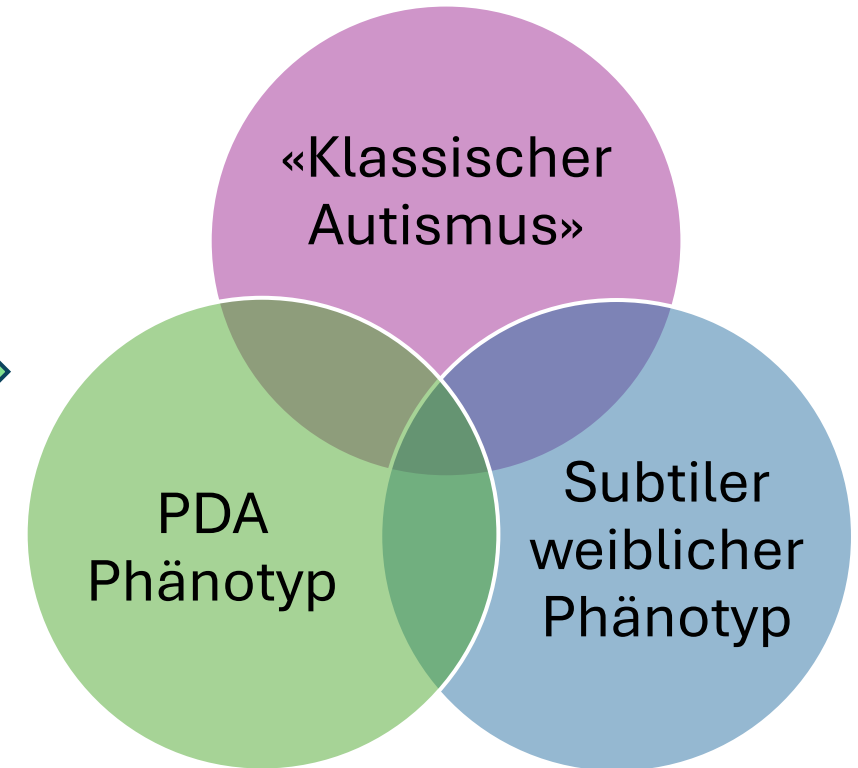 «Klassischer
Autismus»
PDA
Phänotyp
Subtiler
weiblicher
Phänotyp